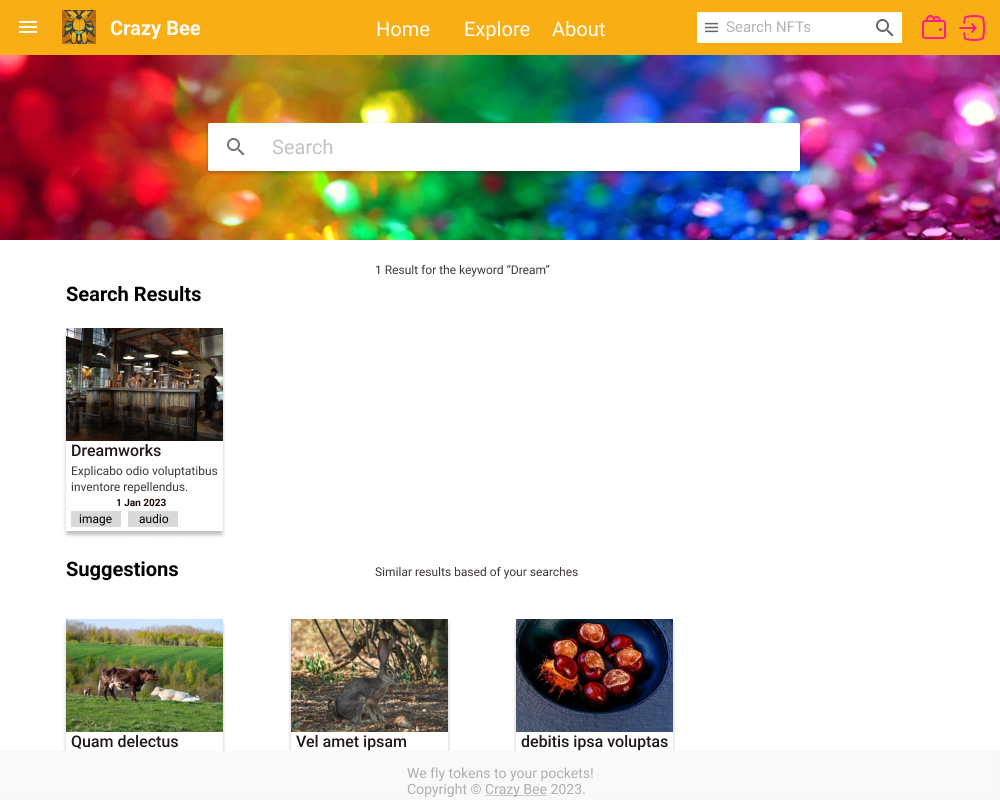 Crazy Bee
Home
Explore
About
Search NFTs
Search
1 Result for the keyword “Dream”
Search Results
Dreamworks
Explicabo odio voluptatibus
inventore repellendus.
1 Jan 2023
image
audio
Suggestions
Similar results based of your searches
Quam delectus
Vel amet ipsam
debitis ipsa voluptas
We fly tokens to your pockets!
Copyright © Crazy Bee 2023.